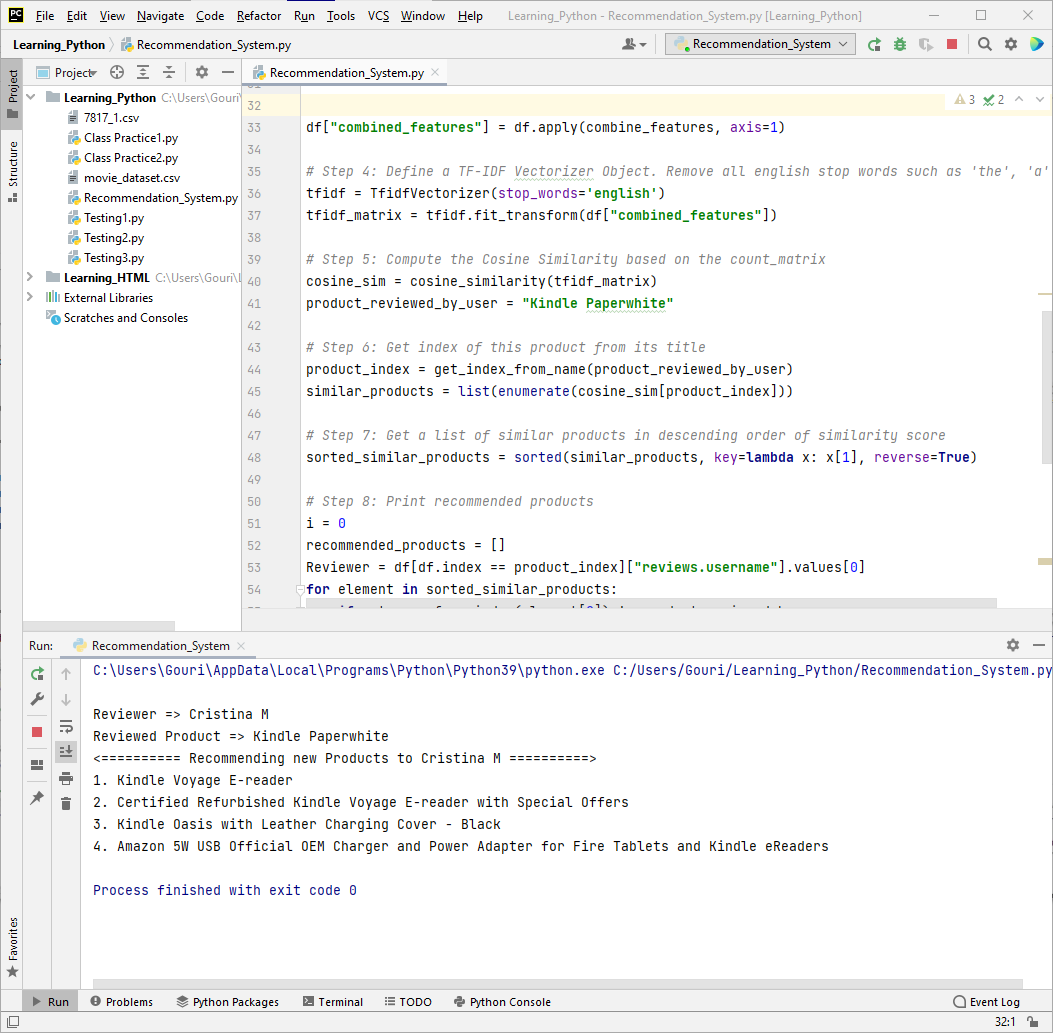 PC File Edit View Navigate Code Refactor Run Tools VCS Window Help Learning_Python - Recommendation_System.py [Learning_Python]
Learning_Python Recommendation_System.py Recommendation_System
Project Project Recommendation_System.py
Structure
Favorites
Learning_Python C:\Users\Gouri\
7817_1.csv
Class Practice1.py
Class Practice2.py
movie_dataset.csv
Recommendation_System.py
Testing1.py
Testing2.py
Testing3.py
Learning_HTML C:\Users\Gouri\L
External Libraries
Scratches and Consoles
32 3 2
33 df["combined_features"] = df.apply(combine_features, axis=1)
34
35 # Step 4: Define a TF-IDF Vectorizer Object. Remove all english stop words such as 'the', 'a'
36 tfidf = TfidfVectorizer(stop_words='english')
37 tfidf_matrix = tfidf.fit_transform(df["combined_features"])
38
39 # Step 5: Compute the Cosine Similarity based on the count_matrix
40 cosine_sim = cosine_similarity(tfidf_matrix)
41 product_reviewed_by_user = "Kindle Paperwhite"
42
43 # Step 6: Get index of this product from its title
44 product_index = get_index_from_name(product_reviewed_by_user)
45 similar_products = list(enumerate(cosine_sim[product_index]))
46
47 # Step 7: Get a list of similar products in descending order of similarity score
48 sorted_similar_products = sorted(similar_products, key=lambda x: x[1], reverse=True)
49
50 # Step 8: Print recommended products
51 i = 0
52 recommended_products = []
53 Reviewer = df[df.index == product_index]["reviews.username"].values[0]
54 for element in sorted_similar_products:
Run: Recommendation_System
C:\Users\Gouri\AppData\Local\Programs\Python\Python39\python.exe C:/Users/Gouri/Learning_Python/Recommendation_System.py
Reviewer => Cristina M
Reviewed Product => Kindle Paperwhite
<========== Recommending new Products to Cristina M ==========>
1. Kindle Voyage E-reader
2. Certified Refurbished Kindle Voyage E-reader with Special Offers
3. Kindle Oasis with Leather Charging Cover - Black
4. Amazon 5W USB Official OEM Charger and Power Adapter for Fire Tablets and Kindle eReaders
Process finished with exit code 0
Run Problems Python Packages Terminal TODO Python Console Event Log
32:1